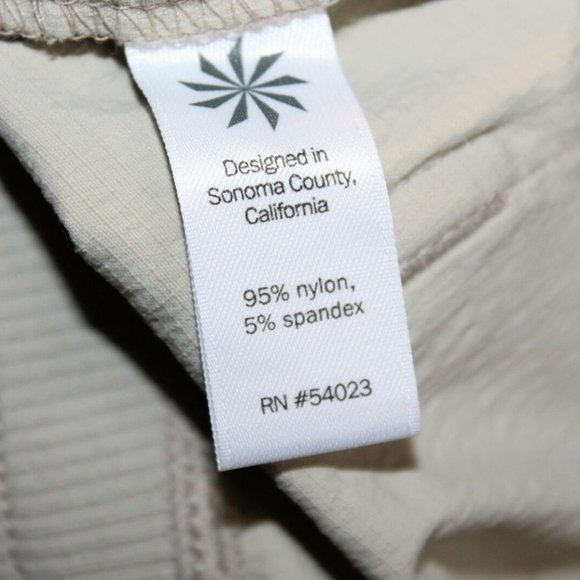 Designed in
Sonoma County,
California
95% nylon,
5% spandex
RN #54023